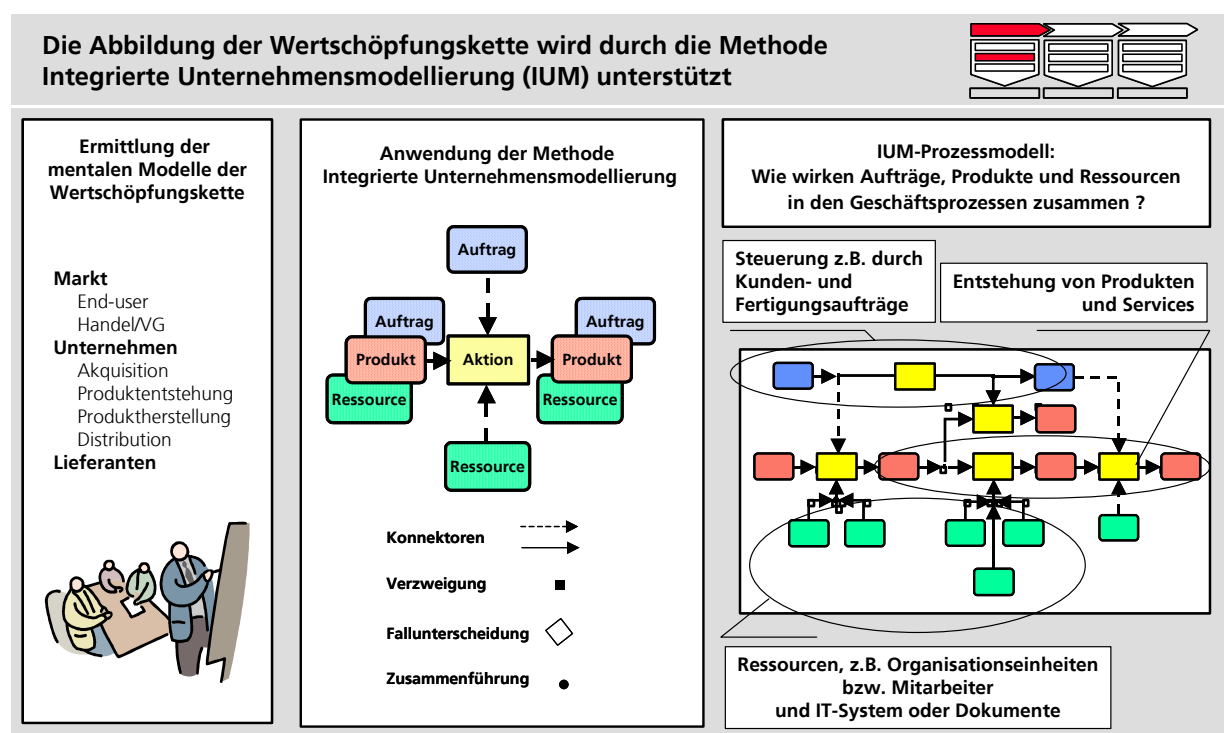 Die Abbildung der Wertschöpfungskette wird durch die Methode
Integrierte Unternehmensmodellierung (IUM) unterstützt
Ermittlung der
mentalen Modelle der
Wertschöpfungskette
Markt
End-user
Handel/VG
Unternehmen
Akquisition
Produktentstehung
Produktherstellung
Distribution
Lieferanten
Anwendung der Methode
Integrierte Unternehmensmodellierung
Auftrag
Auftrag
Produkt
Ressource
Aktion
Auftrag
Produkt
Ressource
Ressource
Konnektoren
Verzweigung
Fallunterscheidung
Zusammenführung
IUM-Prozessmodell:
Wie wirken Aufträge, Produkte und Ressourcen
in den Geschäftsprozessen zusammen ?
Steuerung z.B. durch
Kunden- und
Fertigungsaufträge
Entstehung von Produkten
und Services
Ressourcen, z.B. Organisationseinheiten
bzw. Mitarbeiter
und IT-System oder Dokumente